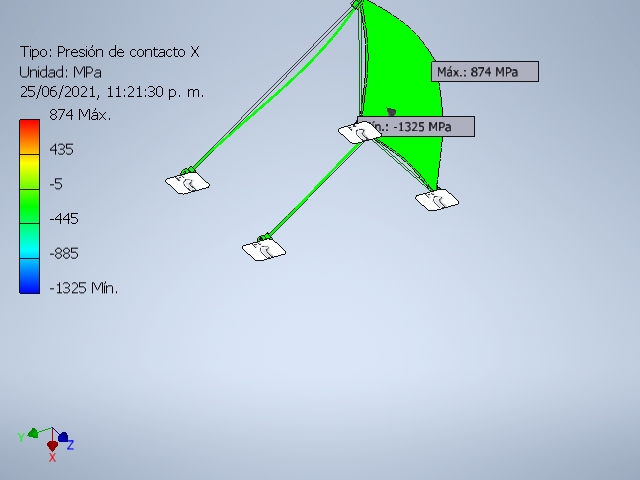 Tipo: Presión de contacto X
Unidad: MPa
25/06/2021, 11:21:30 p. m.
874 Máx.
435
-5
-445
-885
-1325 Mín.
Máx.: 874 MPa
-1325 MPa
Y
Z
X